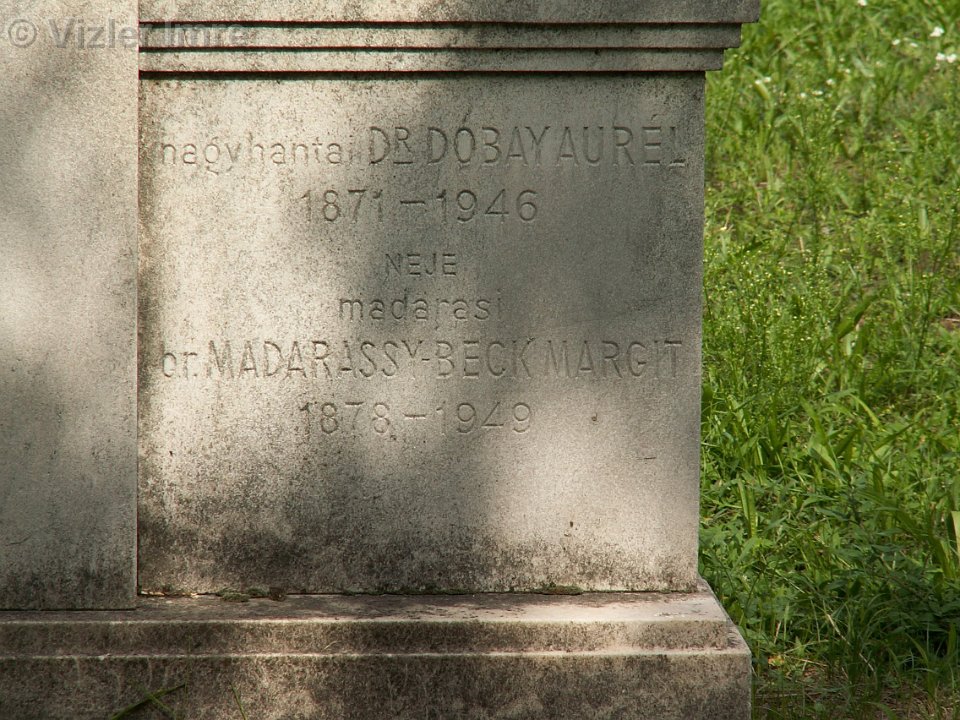 © Vizler Imre
nagyhantai DR DÓBAY AURÉL
1871 – 1946
NEJE
madarasi
br. MADARASSY-BECK MARGIT
1878 – 1949